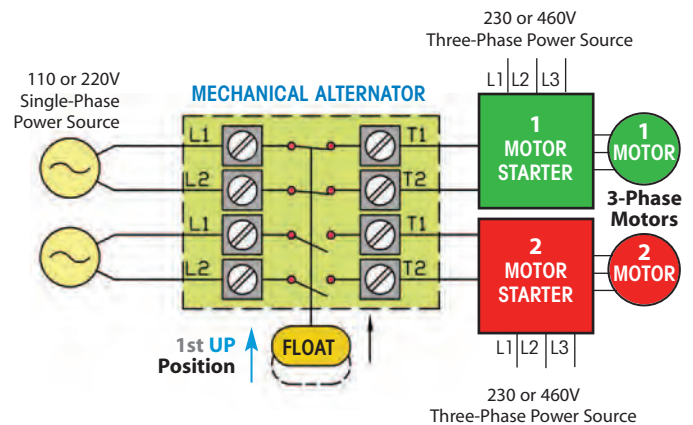 230 or 460V
Three-Phase Power Source
110 or 220V
Single-Phase
Power Source
MECHANICAL ALTERNATOR
L1 L2 L3
L1 T1
L2 T2
L1 T1
L2 T2
1
MOTOR
STARTER
1
MOTOR
3-Phase
Motors
2
MOTOR
STARTER
2
MOTOR
1st UP
Position
FLOAT
L1 L2 L3
230 or 460V
Three-Phase Power Source